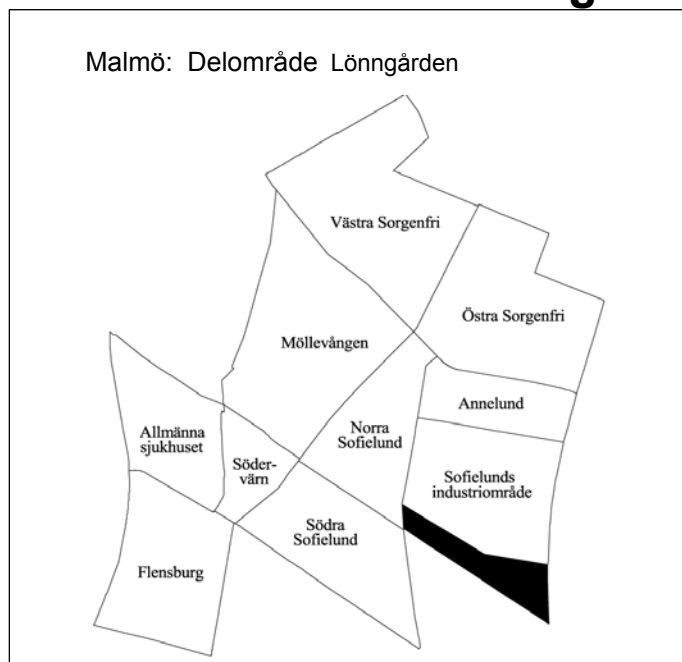 Malmö: Delområde Lönngården
Västra Sorgenfri
Östra Sorgenfri
Möllevången
Annelund
Allmänna
sjukhuset
Norra
Sofielund
Söder-
värn
Sofielunds
industriområde
Södra
Sofielund
Flensburg